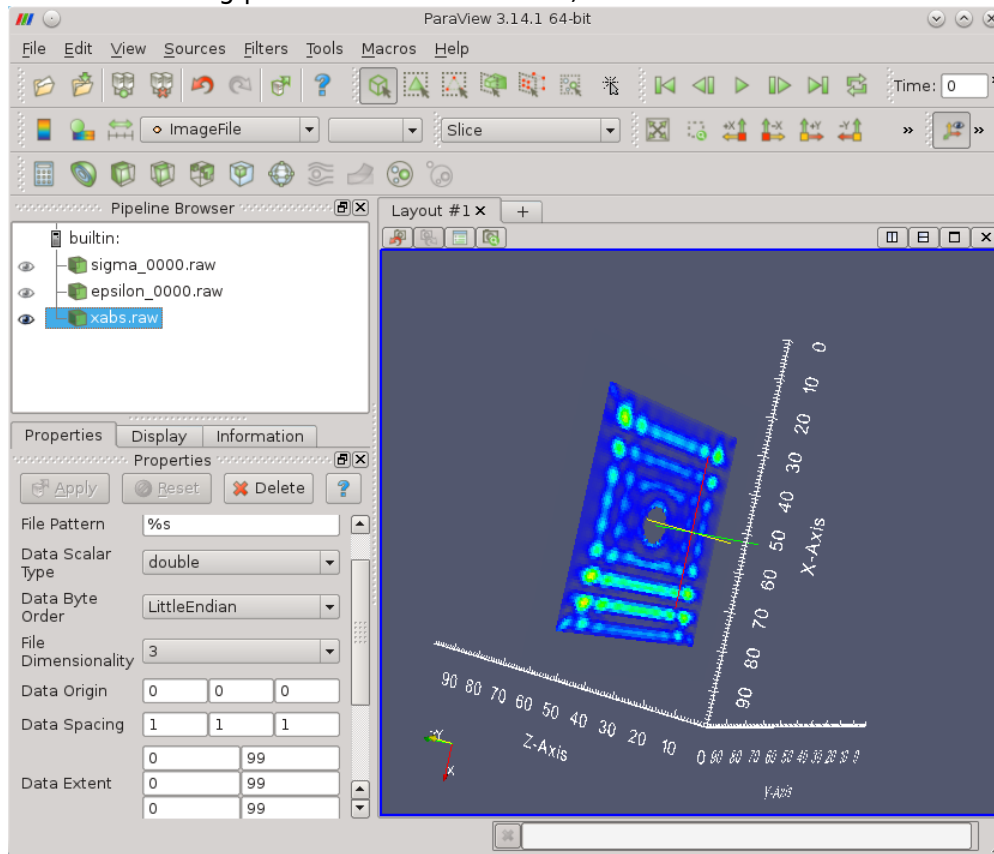 ParaView 3.14.1 64-bit
File Edit View Sources Filters Tools Macros Help
Time: 0
ImageFile
Slice
+X -X +Y -Y
» »
Pipeline Browser
builtin:
sigma_0000.raw
epsilon_0000.raw
xabs.raw
Properties Display Information
Properties
Apply Reset Delete ?
File Pattern %s
Data Scalar Type double
Data Byte Order LittleEndian
File Dimensionality 3
Data Origin 0 0 0
Data Spacing 1 1 1
Data Extent 0 99
0 99
0 99
Layout #1 × +
0 10 20 30 40 50 60 70 80 90
X-Axis
90 80 70 60 50 40 30 20 10 0
Z-Axis
Y-Axis
X